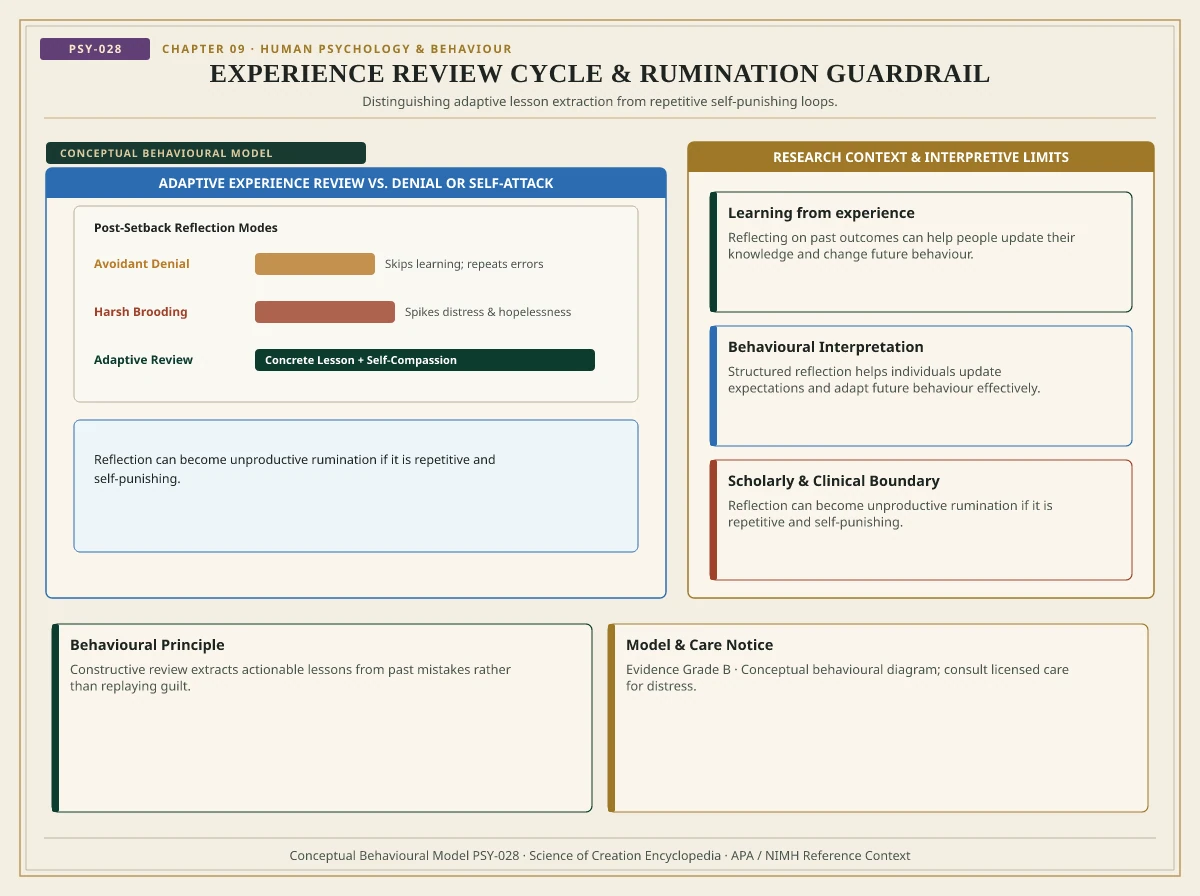 PSY-028
CHAPTER 09 · HUMAN PSYCHOLOGY & BEHAVIOUR
EXPERIENCE REVIEW CYCLE & RUMINATION GUARDRAIL
Distinguishing adaptive lesson extraction from repetitive self-punishing loops.
CONCEPTUAL BEHAVIOURAL MODEL
ADAPTIVE EXPERIENCE REVIEW VS. DENIAL OR SELF-ATTACK
Post-Setback Reflection Modes
Avoidant Denial
Skips learning; repeats errors
Harsh Brooding
Spikes distress & hopelessness
Adaptive Review
Concrete Lesson + Self-Compassion
Reflection can become unproductive rumination if it is repetitive and
self-punishing.
RESEARCH CONTEXT & INTERPRETIVE LIMITS
Learning from experience
Reflecting on past outcomes can help people update their
knowledge and change future behaviour.
Behavioural Interpretation
Structured reflection helps individuals update
expectations and adapt future behaviour effectively.
Scholarly & Clinical Boundary
Reflection can become unproductive rumination if it is
repetitive and self-punishing.
Behavioural Principle
Constructive review extracts actionable lessons from past mistakes rather
than replaying guilt.
Model & Care Notice
Evidence Grade B · Conceptual behavioural diagram; consult licensed care
for distress.
Conceptual Behavioural Model PSY-028 · Science of Creation Encyclopedia · APA / NIMH Reference Context